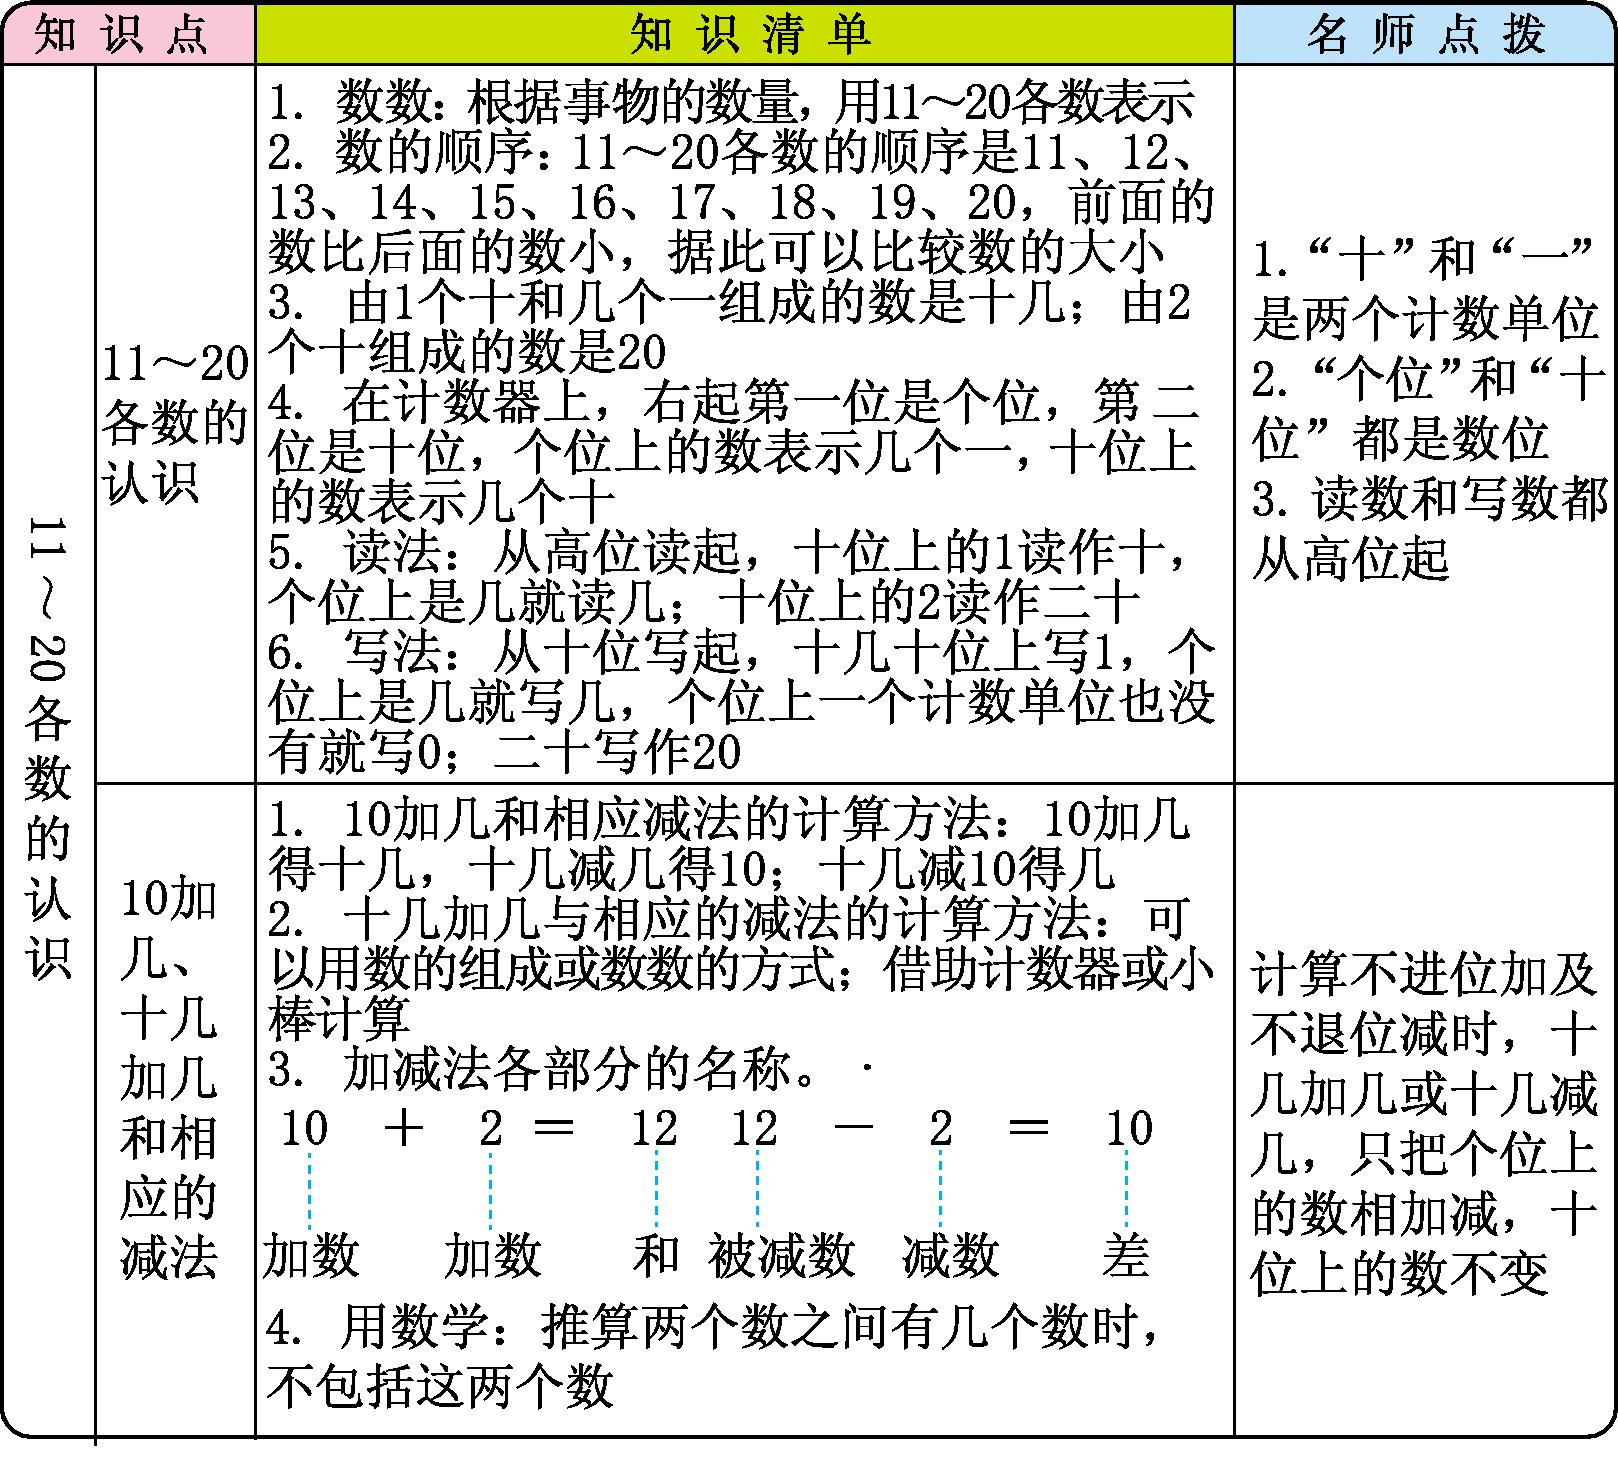 知识点
知识清单
名师点拨
11～20各数的认识
11～20
各数的
认识
1. 数数：根据事物的数量，用11～20各数表示
2. 数的顺序：11～20各数的顺序是11、12、
13、14、15、16、17、18、19、20，前面的
数比后面的数小，据此可以比较数的大小
3. 由1个十和几个一组成的数是十几；由2
个十组成的数是20
4. 在计数器上，右起第一位是个位，第二
位是十位，个位上的数表示几个一，十位上
的数表示几个十
5. 读法：从高位读起，十位上的1读作十，
个位上是几就读几；十位上的2读作二十
6. 写法：从十位写起，十几十位上写1，个
位上是几就写几，个位上一个计数单位也没
有就写0；二十写作20
1. “十”和“一”
是两个计数单位
2. “个位”和“十
位”都是数位
3. 读数和写数都
从高位起
10加
几、
十几
加几
和相
应的
减法
1. 10加几和相应减法的计算方法：10加几
得十几，十几减几得10；十几减10得几
2. 十几加几与相应的减法的计算方法：可
以用数的组成或数数的方式；借助计数器或小
棒计算
3. 加减法各部分的名称。 ·
10 + 2 = 12 12 － 2 = 10
加数 加数 和 被减数 减数 差
4. 用数学：推算两个数之间有几个数时，
不包括这两个数
计算不进位加及
不退位减时，十
几加几或十几减
几，只把个位上
的数相加减，十
位上的数不变